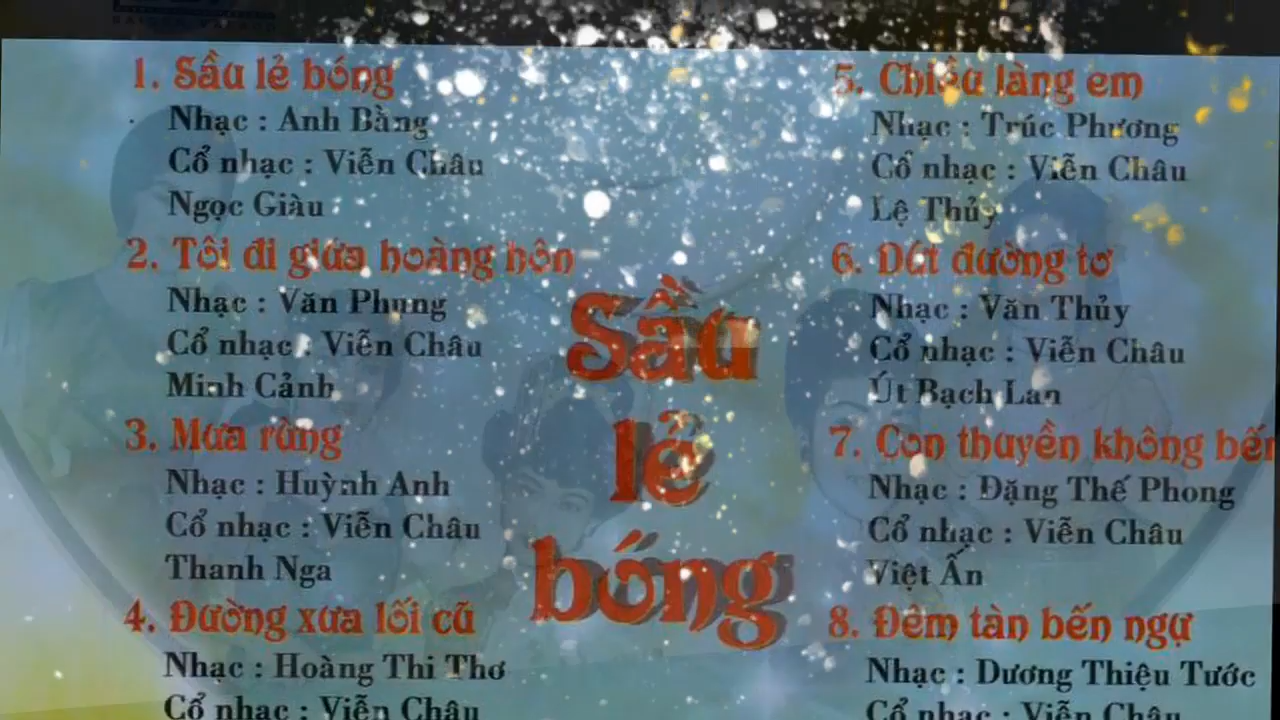 1. Sầu lẻ bóng
Nhạc : Anh Bằng
Cổ nhạc : Viễn Châu
Ngọc Giàu
2. Tôi đi giữa hoàng hôn
Nhạc : Văn Phụng
Cổ nhạc : Viễn Châu
Minh Cảnh
3. Mưa rừng
Nhạc : Huỳnh Anh
Cổ nhạc : Viễn Châu
Thanh Nga
4. Đường xưa lối cũ
Nhạc : Hoàng Thi Thơ
Cổ nhạc : Viễn Châu
Sầu
lẻ
bóng
5. Chiều làng em
Nhạc : Trúc Phương
Cổ nhạc : Viễn Châu
Lệ Thủy
6. Dứt đường tơ
Nhạc : Văn Thủy
Cổ nhạc : Viễn Châu
Út Bạch Lan
7. Con thuyền không bến
Nhạc : Đặng Thế Phong
Cổ nhạc : Viễn Châu
Việt Ấn
8. Đêm tàn bến ngự
Nhạc : Dương Thiệu Tước
Cổ nhạc : Viễn Châu